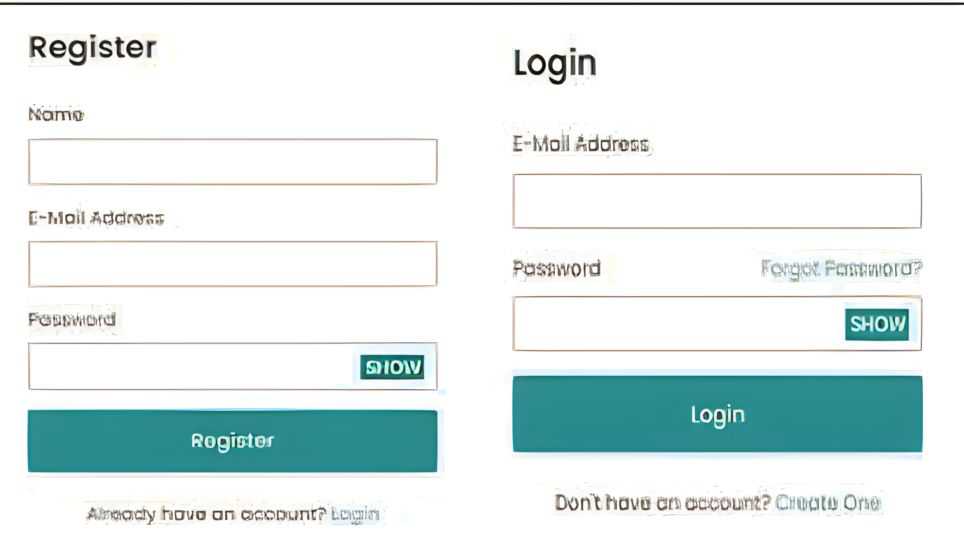 Register
Name
E-Mail Address
Password
SHOW
Register
Already have an account? Login
Login
E-Mail Address
Password Forgot Password?
SHOW
Login
Don't have an account? Create One